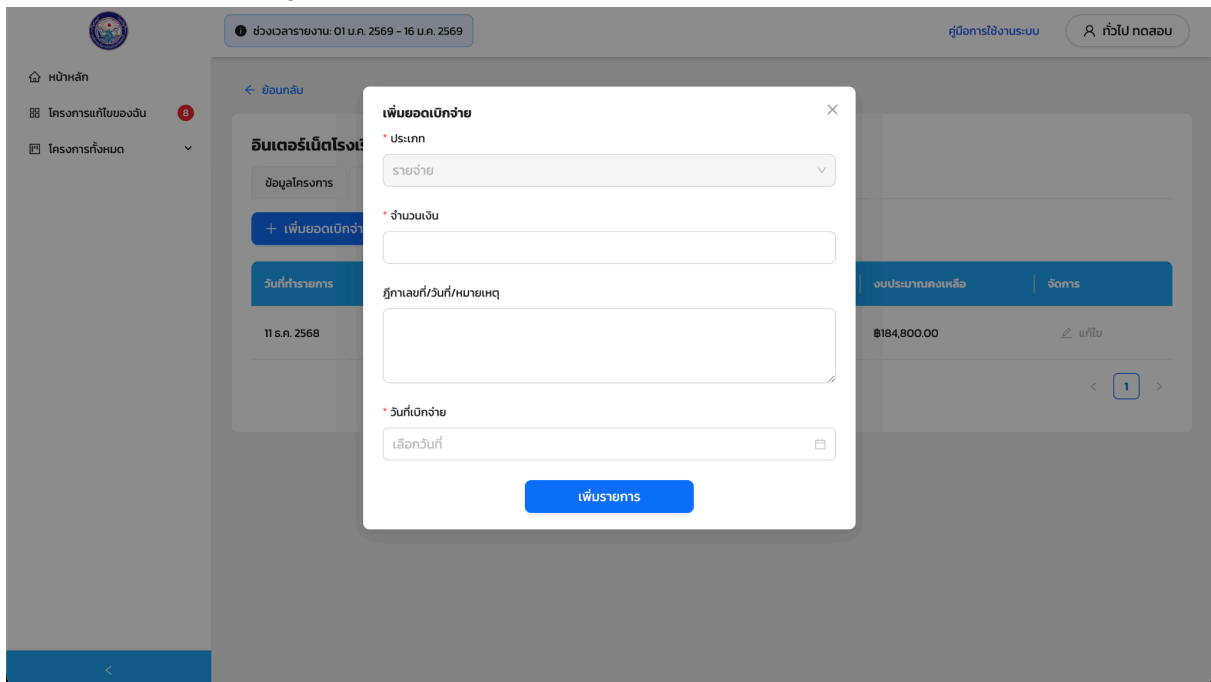 ช่วงเวลารายงาน: 01 ม.ค. 2569 - 16 ม.ค. 2569
คู่มือการใช้งานระบบ
ทั่วไป ทดสอบ
หน้าหลัก
โครงการแก้ไขของฉัน 8
โครงการทั้งหมด
ย้อนกลับ
อินเตอร์เน็ตโรงเรี
ข้อมูลโครงการ
+ เพิ่มยอดเบิกจ่า
วันที่ทำรายการ
งบประมาณคงเหลือ
จัดการ
11 ธ.ค. 2568
฿184,800.00
แก้ไข
< 1 >
เพิ่มยอดเบิกจ่าย
* ประเภท
รายจ่าย
* จำนวนเงิน
ฎีกาเลขที่/วันที่/หมายเหตุ
* วันที่เบิกจ่าย
เลือกวันที่
เพิ่มรายการ
<